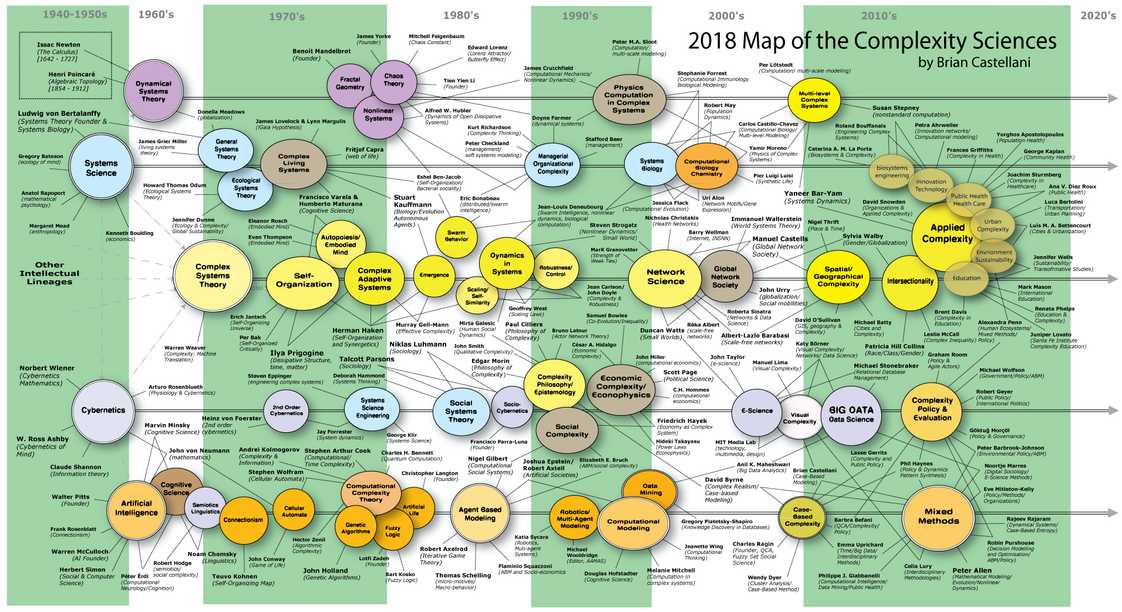 1940-1950s
1960's
1970's
1980's
1990's
2000's
2010's
2020's
2018 Map of the Complexity Sciences
by Brian Castellani
Isaac Newton
(The Calculus)
[1642 - 1727]
Henri Poincaré
(Algebraic Topology)
[1854 - 1912]
Dynamical
Systems
Theory
Benoit Mandelbrot
(Founder)
James Yorke
(Founder)
Mitchell Feigenbaum
(Chaos Constant)
Edward Lorenz
(Lorenz Attractor/
Butterfly Effect)
Tien Yien Li
(Founder)
Fractal
Geometry
Chaos
Theory
Nonlinear
Systems
Alfred W. Hubler
(Dynamics of Open Dissipative
Systems)
James Crutchfield
(Computational Mechanics/
Nonlinear Dynamics)
Peter M.A. Sloot
(Computation/
multi-scale modeling)
Doyne Farmer
(dynamical systems)
Physics
Computation
in Complex
Systems
Stephanie Forrest
(Computational Immunology
Biological Modeling)
Per Lötstedt
(Computation/ multi-scale modeling)
Multi-level
Complex
Systems
Robert May
(Population
Dynamics)
Carlos Castillo-Chavez
(Computational Biology/
Multi-level modeling)
Yamir Moreno
(Physics/ Dynamics)
Susan Stepney
(nonstandard computation)
Ludwig von Bertalanffy
(Systems Theory Founder &
Systems Biology)
Gregory Bateson
(ecology of mind)
Anatol Rapoport
(mathematical
psychology)
Margaret Mead
(anthropology)
Systems
Science
Donella Meadows
(globalization)
James Grier Miller
(living systems
theory)
Howard Thomas Odum
(Ecological Systems
Theory)
General
Systems
Theory
Ecological
Systems
Theory
James Lovelock & Lynn Margulis
(Gaia Hypothesis)
Complex
Living
Systems
Fritjof Capra
(web of life)
Kurt Richardson
(Complexity Thinking)
Peter Checkland
(management/
soft systems modeling)
Stafford Beer
(management)
Managerial
Organizational
Complexity
Systems
Biology
Computational
Biology
Chemistry
Pier Luigi Luisi
(Synthetic Life)
Uri Alon
(Network Motifs/Gene
Expression)
Jessica Flack
(Computational Evolution)
Roland Bouffanais
(Engineering Complex
Systems)
Petra Ahrweiler
(Innovation networks/
Computational modeling)
Caterina A. M. La Porta
(Biosystems & Complexity)
Frances Griffiths
(Complexity in Health)
Yorghos Apostolopoulos
(Complexity & Health)
George Kaplan
(Community Health)
Joachim Sturmberg
(Complexity in
Healthcare)
Ana V. Diez Roux
(Public Health)
Luca Bertolini
(Transportation/
Urban Planning)
Luis M. A. Bettencourt
(Cities & Urbanization)
Jennifer Wells
(Sustainability/
Transformative Studies)
biosystems
engineering
Innovation
Technology
Public Health
Health Care
Urban
Complexity
Environment
Sustainability
Education
Applied
Complexity
David Snowden
(Organizations &
Applied Complexity)
Eshel Ben-Jacob
(Self-Organization/
Bacterial society)
Francisco Varela &
Humberto Maturana
(Cognitive Science)
Stuart
Kauffmann
(Biology/Evolution
Autonomous
Agents)
Eric Bonabeau
(distributed/swarm
intelligence)
Jean-Louis Deneubourg
(Swarm Intelligence, nonlinear
dynamics, biological
computation)
Steven Strogatz
(Nonlinear Dynamics/
Small World)
Mark Granovetter
(Strength of
Weak Ties)
Nicholas Christakis
(Health Networks)
Barry Wellman
(Internet, INSNA)
Immanuel Wallerstein
(World Systems Theory)
Manuel Castells
(Global Network
Society)
Yaneer Bar-Yam
(Systems Dynamics)
Nigel Thrift
(Place & Time)
Sylvia Walby
(Gender/Globalization)
Other
Intellectual
Lineages
Kenneth Boulding
(economics)
Jennifer Dunne
(Ecology & Complexity/
Global Sustainability)
Eleanor Rosch
(Embodied Mind)
Evan Thompson
(Embodied Mind)
Complex
Systems
Theory
Self-
Organization
Autopoiesis/
Embodied
Mind
Complex
Adaptive
Systems
Emergence
Swarm
Behavior
Scaling/
Self-
Similarity
Dynamics
in
Systems
Robustness/
Control
Network
Science
Global
Network
Society
Spatial/
Geographical
Complexity
Intersectionality
Erich Jantsch
(Self-Organizing
Universe)
Per Bak
(Self-Organized
Critically)
Herman Haken
(Self-Organization
and Synergetics)
Murray Gell-Mann
(Effective Complexity)
Mirta Galesic
(Human Social
Dynamics)
Geoffrey West
(Scaling Laws)
Jean Carlson/
John Doyle
(Complexity &
Robustness)
Samuel Bowles
(Co-Evolution/Inequality)
Duncan Watts
(Small Worlds)
Réka Albert
(scale-free
networks)
Roberta Sinatra
(Networks & Data
Science)
Albert-Lazlo Barabasi
(Scale-free networks)
John Urry
(globalization/
Social mobilities)
David O'Sullivan
(GIS, geography &
Complexity)
Michael Batty
(Cities and
Complexity)
Brent Davis
(Complexity in
Education)
Leslie McCall
(Complex Inequality)
Mark Mason
(International
Education)
Renata Phelps
(Education &
Complexity)
Alexandra Pena
(Human Ecosystems/
Mixed Methods)
Juniper Lovato
(Santa Fe Institute
Complexity Education)
Warren Weaver
(Complexity: Machine
Translation)
Ilya Prigogine
(Dissipative Structure,
time, matter)
Talcott Parsons
(Sociology)
Niklas Luhmann
(Sociology)
John Smith
(Qualitative Complexity)
Paul Cilliers
(Philosophy of
Complexity)
Edgar Morin
(Philosophy of
Complexity)
Bruno Latour
(Actor Network Theory)
César A. Hidalgo
(Economic
Complexity)
John Miller
(computational economics)
John Taylor
(e-science)
Manuel Lima
(Visual Complexity)
Katy Börner
(Visual Complexity/
Networks/ Data Science)
Patricia Hill Collins
(Race/Class/Gender)
Graham Room
(Policy &
Agile Actors)
Michael Wolfson
(Government/Policy/ABM)
Norbert Wiener
(Cybernetics
Mathematics)
Arturo Rosenblueth
(Physiology & Cybernetics)
Steven Eppinger
(engineering complex systems)
Deborah Hammond
(Systems Thinking)
Scott Page
(Political Science)
C.H. Hommes
(computational
economics)
Michael Stonebraker
(Relational Database
Management)
Robert Geyer
(Public Policy/
International Politics)
Cybernetics
2nd Order
Cybernetics
Systems
Science
Engineering
Social
Systems
Theory
Socio-
Cybernetics
Complexity
Philosophy/
Epistemology
Social
Complexity
Economic
Complexity/
Econophysics
E-Science
Visual
Complexity
BIG DATA
Data Science
Complexity
Policy &
Evaluation
W. Ross Ashby
(Cybernetics of
Mind)
Marvin Minsky
(Cognitive Science)
Heinz von Foerster
(2nd order
cybernetics)
Jay Forrester
(System dynamics)
George Klir
(Systems Science)
Francisco Parra-Luna
(Founder)
Friedrich Hayek
(Economy as Complex
System)
Hideki Takayasu
(Power Laws
Econophysics)
MIT Media Lab
(technology,
multimedia, design)
Göktuğ Morçöl
(Policy & Governance)
Lasse Gerrits
(Complexity and
Public Policy)
Peter Barbrook-Johnson
(Environmental Policy/ABM)
Claude Shannon
(Information theory)
John von Neumann
(mathematics)
Andrei Kolmogorov
(Complexity &
Information)
Stephen Arthur Cook
(Computational/
Time Complexity)
Charles H. Bennett
(Quantum Computation)
Nigel Gilbert
(Computational
Social Systems)
Joshua Epstein/
Robert Axtell
(Artificial Societies)
Elizabeth E. Bruch
(ABM/social complexity)
Anil K. Maheshwari
(Big Data Analytics)
Brian Castellani
(Case-Based
Modeling)
Phil Haynes
(Policy & Dynamics
Pattern Synthesis)
Noortje Marres
(Digital Sociology/
E-Science Methods)
Walter Pitts
(Founder)
Stephen Wolfram
(Cellular Automata)
Christopher Langton
(Founder)
David Byrne
(Complex Realism/
Case-based
Modeling)
Eve Mitleton-Kelly
(Policy/Methods/
Organizations)
Cognitive
Science
Artificial
Intelligence
Semiotics
Linguistics
Connectionism
Cellular
Automata
Computational
Complexity
Theory
Genetic
Algorithms
Fuzzy
Logic
Artificial
Life
Agent Based
Modeling
Robotics/
Multi-Agent
Modeling
Data
Mining
Computational
Modeling
Case-
Based
Complexity
Mixed
Methods
Frank Rosenblatt
(Connectionism)
Warren McCulloch
(AI Founder)
Herbert Simon
(Social & Computer
Science)
Peter Érdi
(Computational
Neurology/Cognition)
Robert Hodge
(semiotics/
social complexity)
Noam Chomsky
(Linguistics)
Teuvo Kohnen
(Self-Organizing Map)
John Conway
(Game of Life)
Hector Zenil
(Algorithmic
Complexity)
John Holland
(Genetic Algorithms)
Lotfi Zadeh
(Founder)
Bart Kosko
(Fuzzy Logic)
Robert Axelrod
(Iterative Game
Theory)
Thomas Schelling
(micro-motives/
Macro-behavior)
Flaminio Squazzoni
(ABM and Socio-economics)
Katia Sycara
(Robotics,
Multi-agent
Systems)
Michael
Wooldridge
(Editor, AAMAS)
Douglas Hofstadter
(Cognitive Science)
Melanie Mitchell
(Computation in
complex systems)
Jeanette Wing
(Computational
Thinking)
Gregory Piatetsky-Shapiro
(Knowledge Discovery in Databases)
Charles Ragin
(Founder, QCA,
Fuzzy Set Social
Science)
Wendy Dyer
(Cluster Analysis/
Case-Based Method)
Barbra Befani
(QCA/Complexity/
Evaluation)
Emma Uprichard
(Time/Big Data/
Interdisciplinary
Methods)
Philippe J. Giabbanelli
(Computational Intelligence/
Data Mining/Public Health)
Celia Lury
(Interdisciplinary
Methodologies)
Peter Allen
(Mathematical Modeling/
Evolution/Nonlinear
Dynamics)
Rajeev Rajaram
(Dynamical Systems/
Case-based Entropy)
Robin Purshouse
(Decision Modeling
and Optimisation/
ABM/Policy)